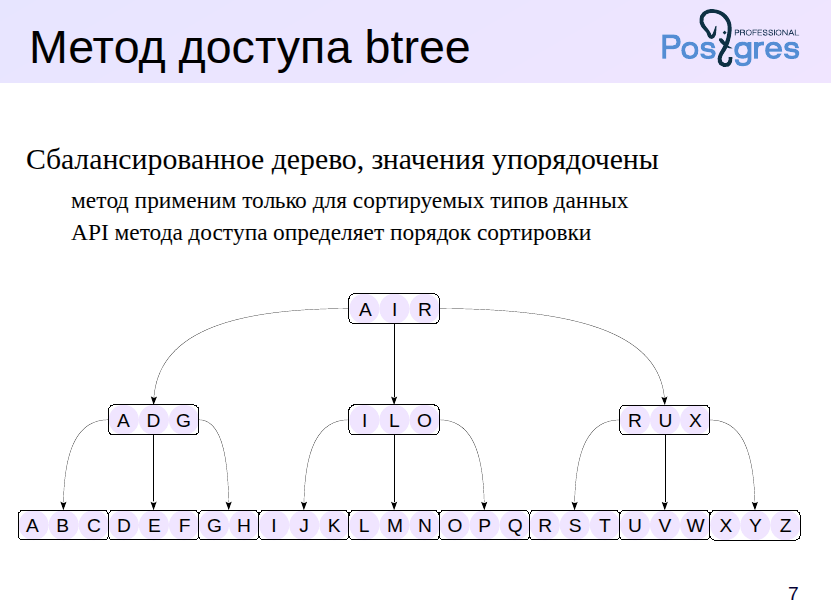 Метод доступа btree
PROFESSIONAL
Postgres
Сбалансированное дерево, значения упорядочены
метод применим только для сортируемых типов данных
API метода доступа определяет порядок сортировки
A I R
A D G I L O R U X
A B C D E F G H I J K L M N O P Q R S T U V W X Y Z
7